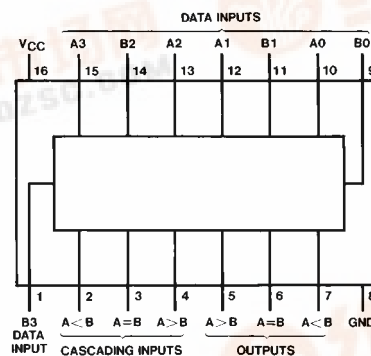 DATA INPUTS
VCC A3 B2 A2 A1 B1 A0 B0
16 15 14 13 12 11 10 9
1 2 3 4 5 6 7 8
B3 A<B A=B A>B A>B A=B A<B GND
DATA
INPUT CASCADING INPUTS OUTPUTS